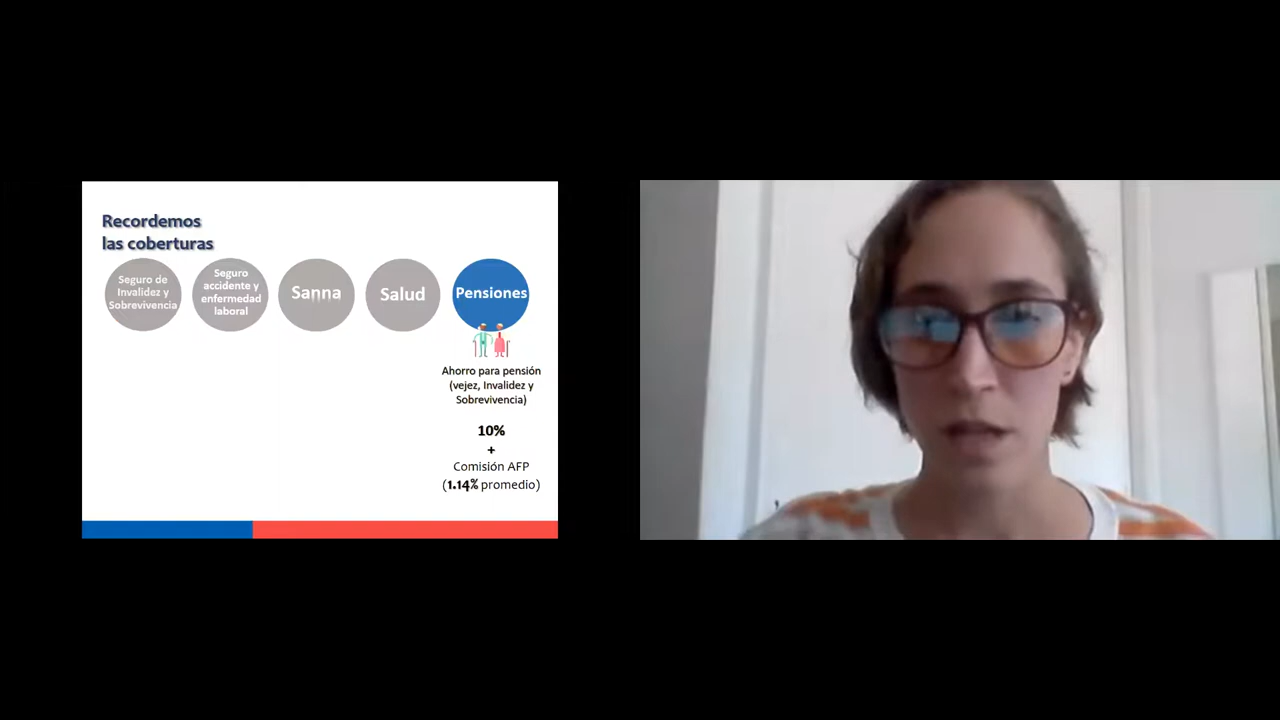 Recordemos
las coberturas
Seguro de
Invalidez y
Sobrevivencia
Seguro
accidente y
enfermedad
laboral
Sanna
Salud
Pensiones
Ahorro para pensión
(vejez, Invalidez y
Sobrevivencia)
10%
+
Comisión AFP
(1.14% promedio)